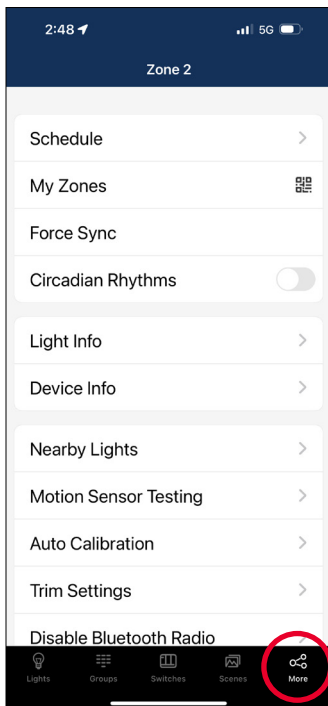 2:48 5G
Zone 2
Schedule
My Zones
Force Sync
Circadian Rhythms
Light Info
Device Info
Nearby Lights
Motion Sensor Testing
Auto Calibration
Trim Settings
Disable Bluetooth Radio
Lights Groups Switches Scenes More